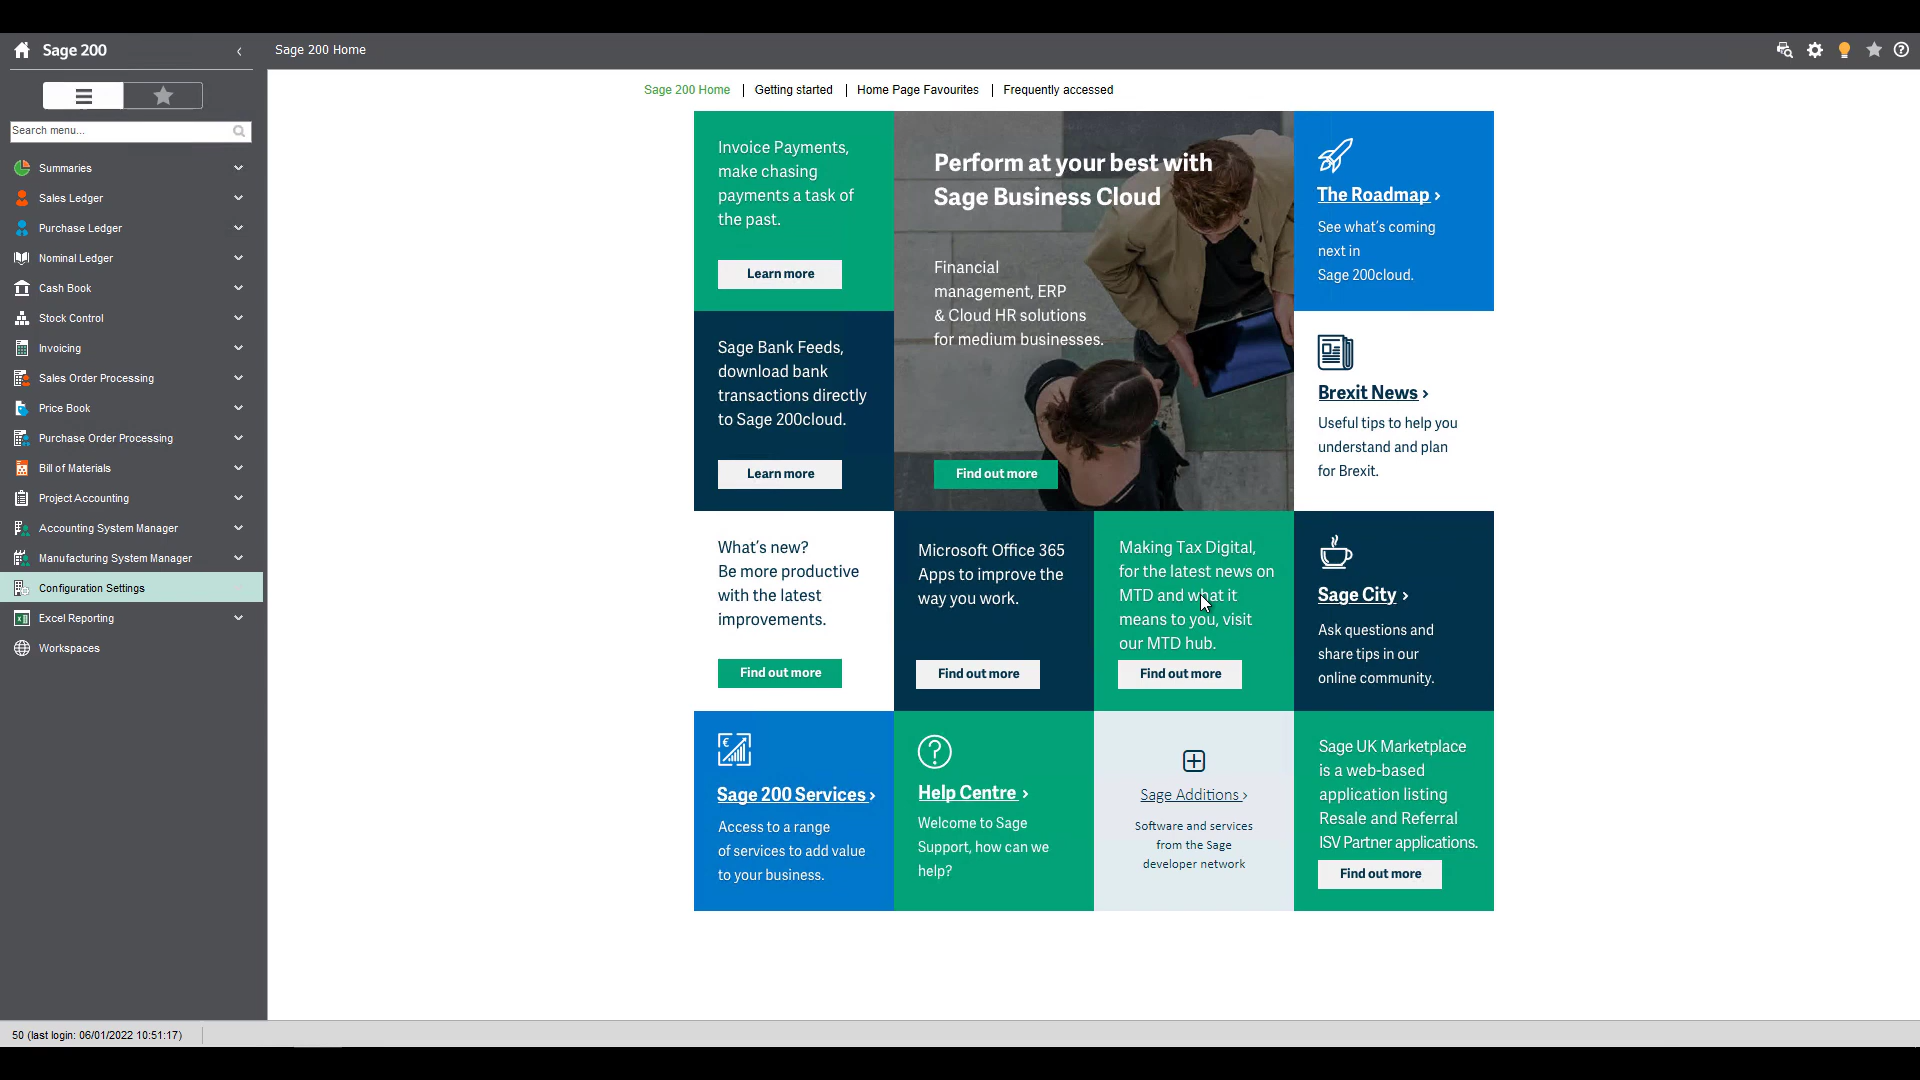 Sage 200
Sage 200 Home
Search menu...
Summaries
Sales Ledger
Purchase Ledger
Nominal Ledger
Cash Book
Stock Control
Invoicing
Sales Order Processing
Price Book
Purchase Order Processing
Bill of Materials
Project Accounting
Accounting System Manager
Manufacturing System Manager
Configuration Settings
Excel Reporting
Workspaces
Sage 200 Home | Getting started | Home Page Favourites | Frequently accessed
Invoice Payments,
make chasing
payments a task of
the past.
Learn more
Perform at your best with
Sage Business Cloud
Financial
management, ERP
& Cloud HR solutions
for medium businesses.
Find out more
The Roadmap ›
See what's coming
next in
Sage 200cloud.
Sage Bank Feeds,
download bank
transactions directly
to Sage 200cloud.
Learn more
Brexit News ›
Useful tips to help you
understand and plan
for Brexit.
What's new?
Be more productive
with the latest
improvements.
Find out more
Microsoft Office 365
Apps to improve the
way you work.
Find out more
Making Tax Digital,
for the latest news on
MTD and what it
means to you, visit
our MTD hub.
Find out more
Sage City ›
Ask questions and
share tips in our
online community.
Sage 200 Services ›
Access to a range
of services to add value
to your business.
Help Centre ›
Welcome to Sage
Support, how can we
help?
Sage Additions ›
Software and services
from the Sage
developer network
Sage UK Marketplace
is a web-based
application listing
Resale and Referral
ISV Partner applications.
Find out more
50 (last login: 06/01/2022 10:51:17)